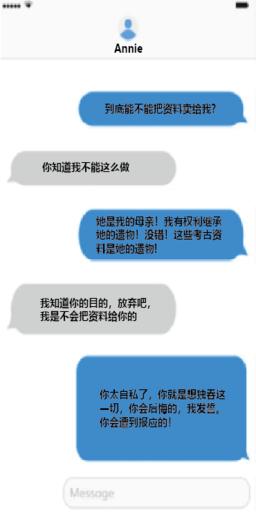 Annie
到底能不能把资料卖给我？
你知道我不能这么做
她是我的母亲！我有权利继承
她的遗物！没错！这些考古资
料是她的遗物！
我知道你的目的，放弃吧，
我是不会把资料给你的
你太自私了，你就是想独吞这
一切，你会后悔的，我发誓，
你会遭到报应的！
Message